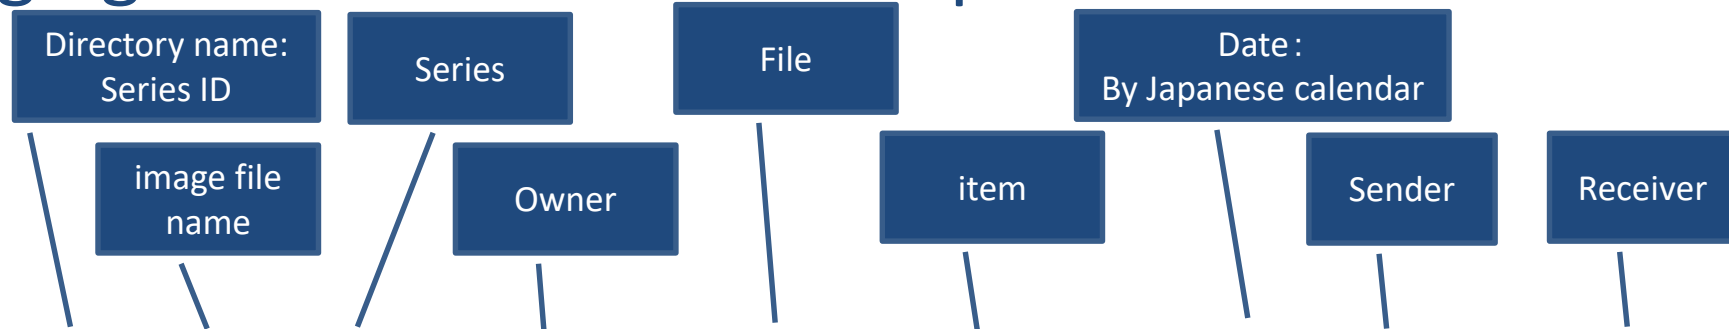 Directory name:
Series ID
Series
File
Date :
By Japanese calendar
image file
name
Owner
item
Sender
Receiver